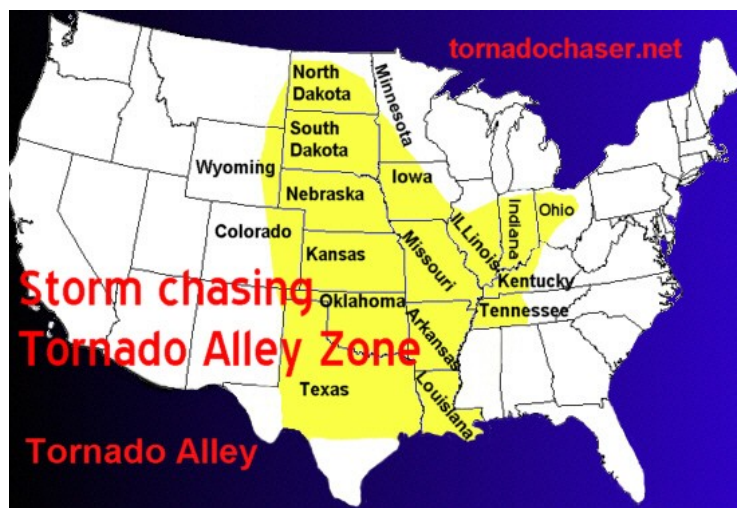 tornadochaser.net
North
Dakota
Minnesota
South
Dakota
Wyoming
Iowa
Nebraska
ILLinois
Indiana
Ohio
Colorado
Missouri
Kansas
Kentucky
Storm chasing
Oklahoma
Tennessee
Arkansas
Tornado Alley Zone
Texas
Louisiana
Tornado Alley